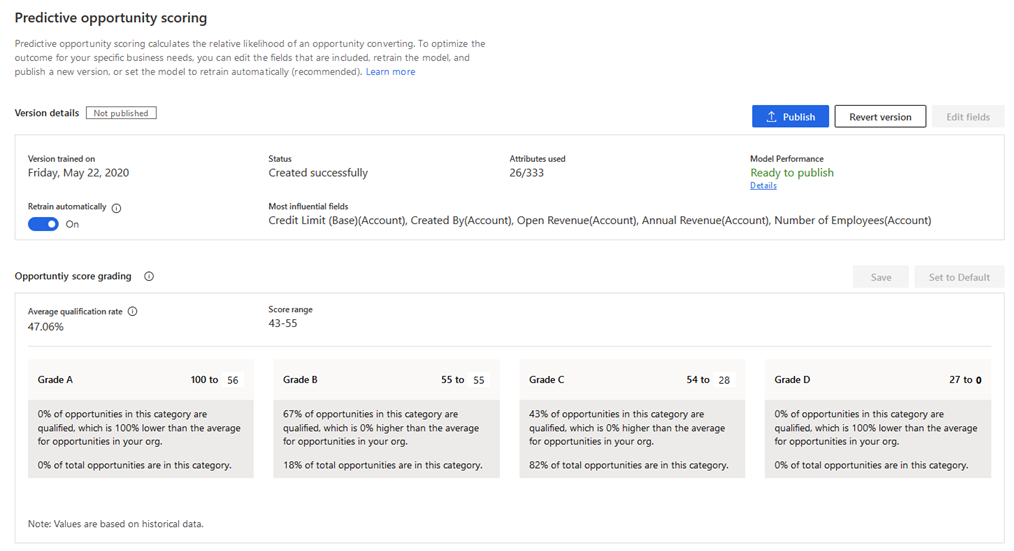 Predictive opportunity scoring
Predictive opportunity scoring calculates the relative likelihood of an opportunity converting. To optimize the
outcome for your specific business needs, you can edit the fields that are included, retrain the model, and
publish a new version, or set the model to retrain automatically (recommended). Learn more
Version details Not published Publish Revert version Edit fields
Version trained on Status Attributes used Model Performance
Friday, May 22, 2020 Created successfully 26/333 Ready to publish
Details
Retrain automatically Most influential fields
On Credit Limit (Base)(Account), Created By(Account), Open Revenue(Account), Annual Revenue(Account), Number of Employees(Account)
Opportuntiy score grading Save Set to Default
Average qualification rate Score range
47.06% 43-55
Grade A 100 to 56 Grade B 55 to 55 Grade C 54 to 28 Grade D 27 to 0
0% of opportunities in this category are 67% of opportunities in this category are 43% of opportunities in this category are 0% of opportunities in this category are
qualified, which is 100% lower than the average qualified, which is 0% higher than the average qualified, which is 0% higher than the average qualified, which is 100% lower than the average
for opportunities in your org. for opportunities in your org. for opportunities in your org. for opportunities in your org.
0% of total opportunities are in this category. 18% of total opportunities are in this category. 82% of total opportunities are in this category. 0% of total opportunities are in this category.
Note: Values are based on historical data.